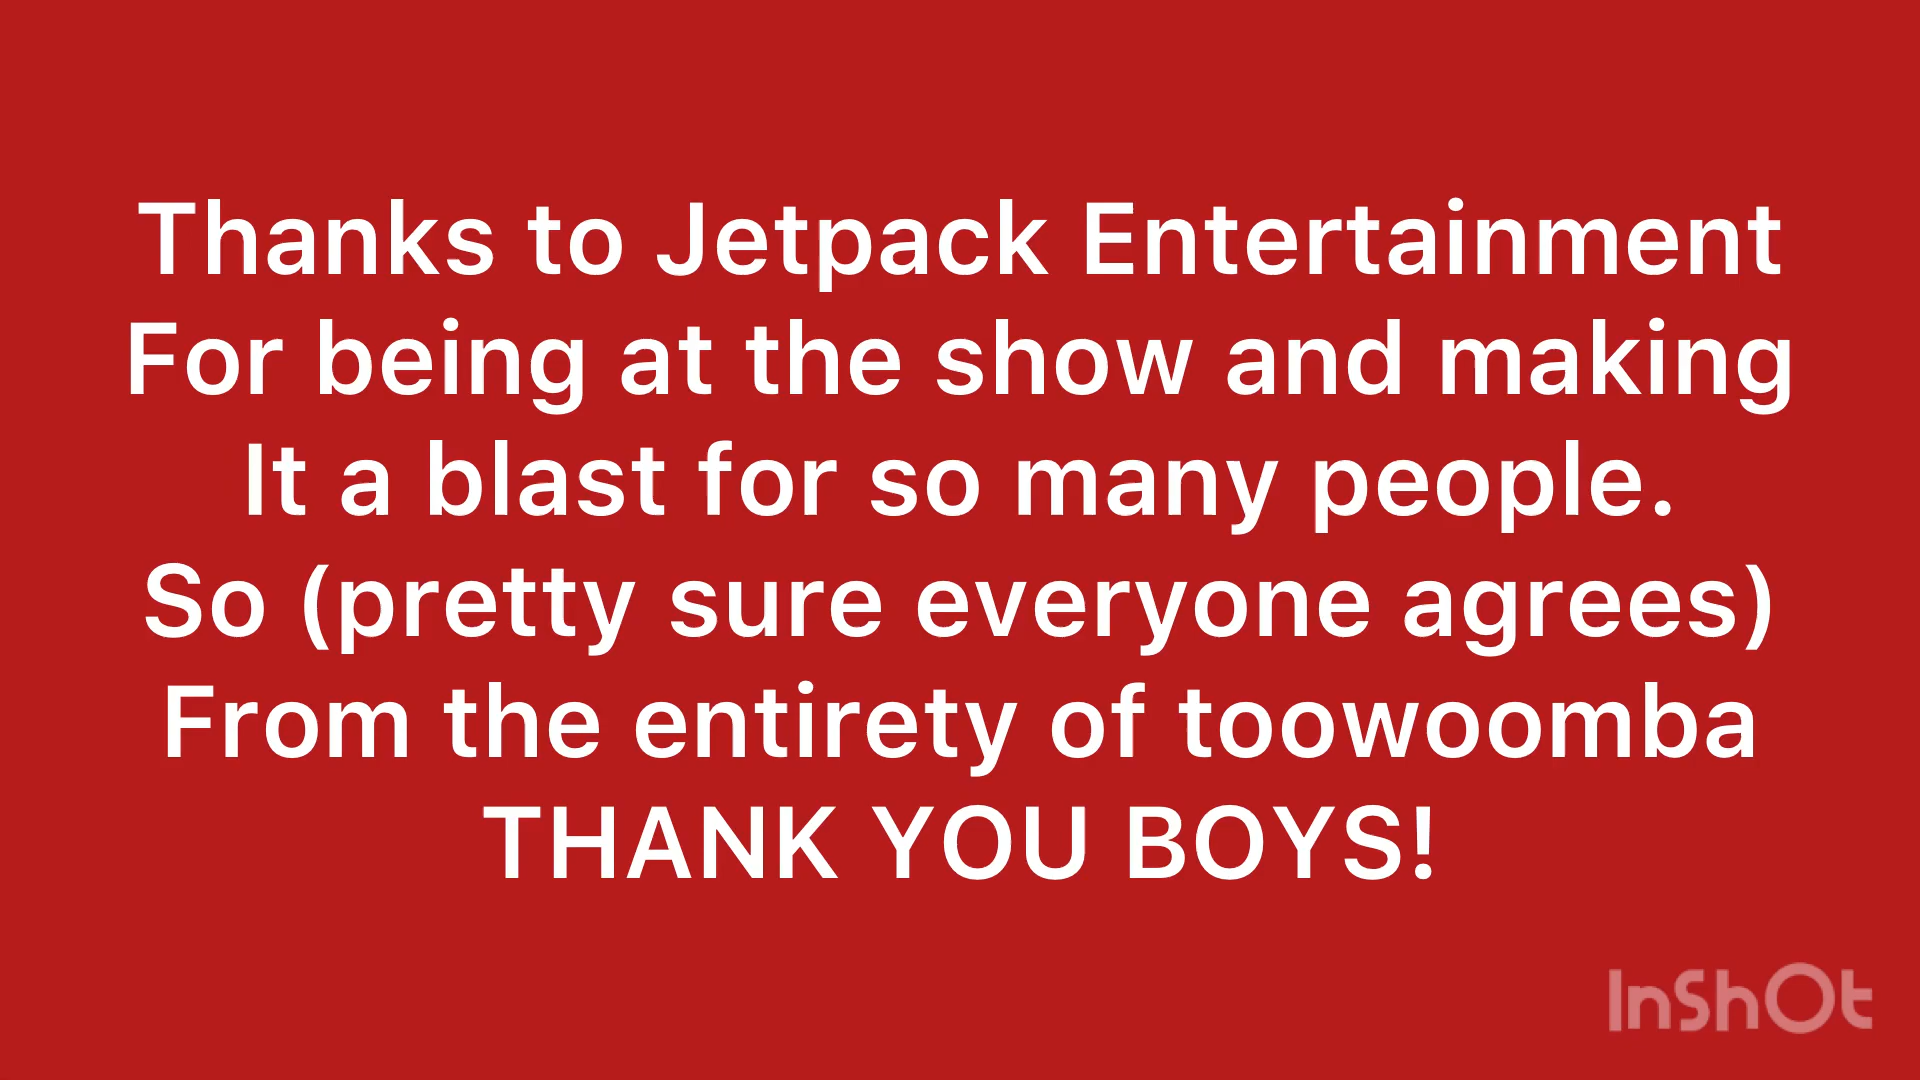 Thanks to Jetpack Entertainment
For being at the show and making
It a blast for so many people.
So (pretty sure everyone agrees)
From the entirety of toowoomba
THANK YOU BOYS!
InShOt